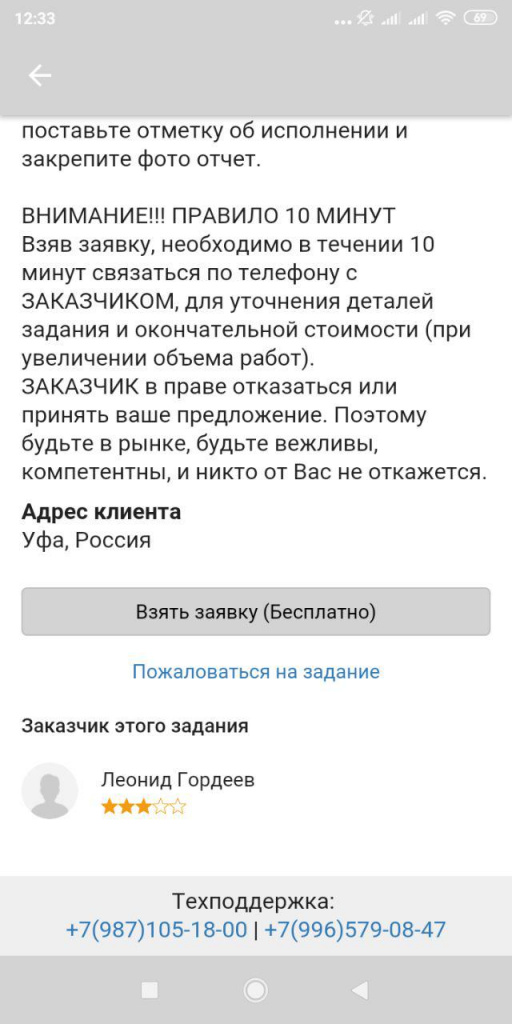 12:33
69
поставьте отметку об исполнении и
закрепите фото отчет.
ВНИМАНИЕ!!! ПРАВИЛО 10 МИНУТ
Взяв заявку, необходимо в течении 10
минут связаться по телефону с
ЗАКАЗЧИКОМ, для уточнения деталей
задания и окончательной стоимости (при
увеличении объема работ).
ЗАКАЗЧИК в праве отказаться или
принять ваше предложение. Поэтому
будьте в рынке, будьте вежливы,
компетентны, и никто от Вас не откажется.
Адрес клиента
Уфа, Россия
Взять заявку (Бесплатно)
Пожаловаться на задание
Заказчик этого задания
Леонид Гордеев
Техподдержка:
+7(987)105-18-00 | +7(996)579-08-47